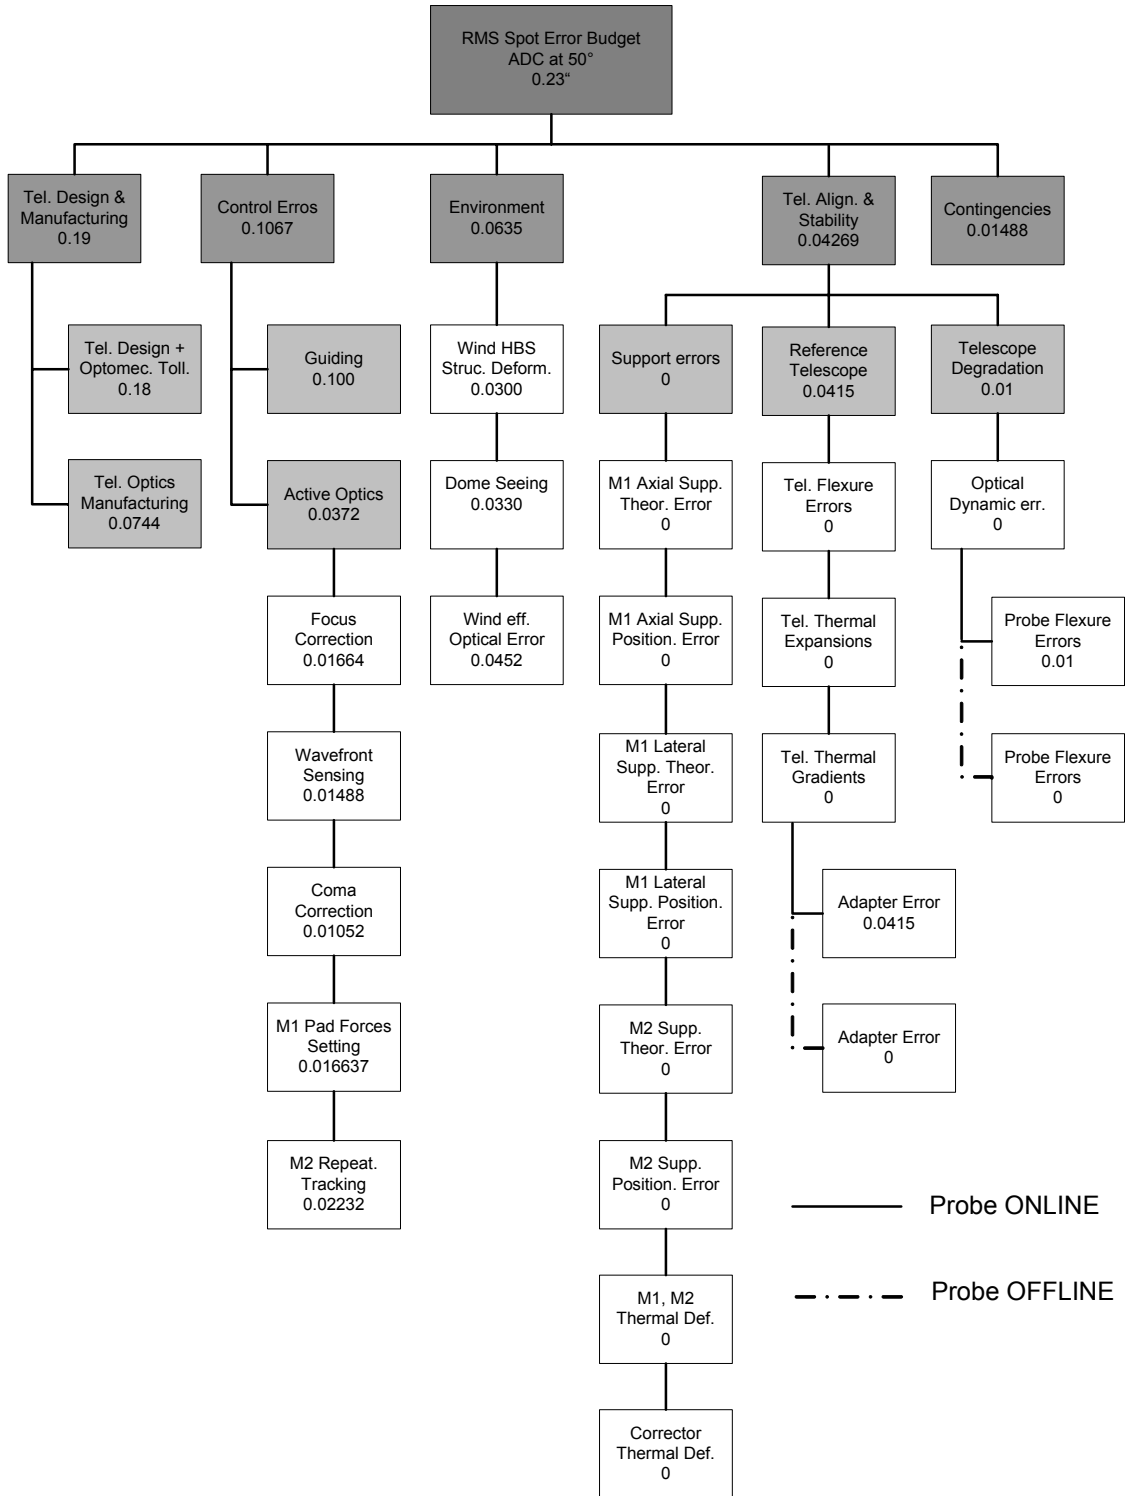 RMS Spot Error Budget
ADC at 50°
0.23“
Tel. Design &
Manufacturing
0.19
Control Erros
0.1067
Environment
0.0635
Tel. Align. &
Stability
0.04269
Contingencies
0.01488
Tel. Design +
Optomec. Toll.
0.18
Guiding
0.100
Wind HBS
Struc. Deform.
0.0300
Support errors
0
Reference
Telescope
0.0415
Telescope
Degradation
0.01
Tel. Optics
Manufacturing
0.0744
Active Optics
0.0372
Dome Seeing
0.0330
M1 Axial Supp.
Theor. Error
0
Tel. Flexure
Errors
0
Optical
Dynamic err.
0
Focus
Correction
0.01664
Wind eff.
Optical Error
0.0452
M1 Axial Supp.
Position. Error
0
Tel. Thermal
Expansions
0
Probe Flexure
Errors
0.01
Wavefront
Sensing
0.01488
M1 Lateral
Supp. Theor.
Error
0
Tel. Thermal
Gradients
0
Probe Flexure
Errors
0
Coma
Correction
0.01052
M1 Lateral
Supp. Position.
Error
0
Adapter Error
0.0415
M1 Pad Forces
Setting
0.016637
M2 Supp.
Theor. Error
0
Adapter Error
0
M2 Repeat.
Tracking
0.02232
M2 Supp.
Position. Error
0
Probe ONLINE
M1, M2
Thermal Def.
0
Probe OFFLINE
Corrector
Thermal Def.
0